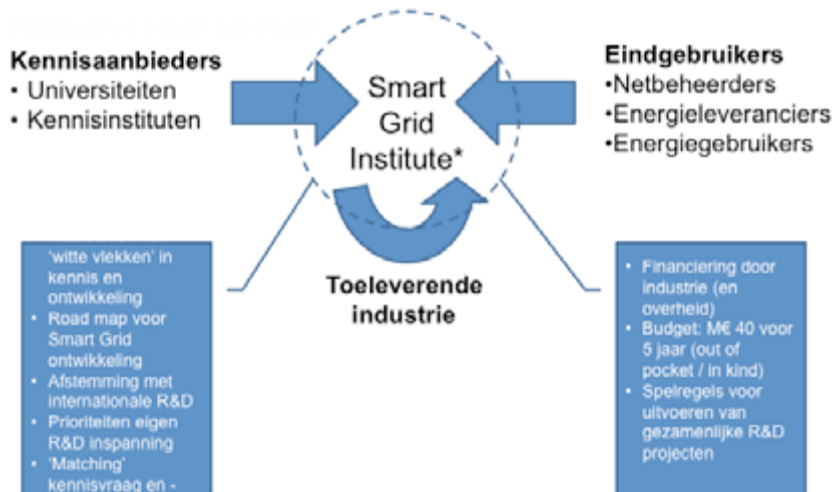 Kennisaanbieders
• Universiteiten
• Kennisinstituten
Smart
Grid
Institute*
Eindgebruikers
•Netbeheerders
•Energieleveranciers
•Energiegebruikers
Toeleverende
industrie
'witte vlekken' in
kennis en
ontwikkeling
• Road map voor
Smart Grid
ontwikkeling
• Afstemming met
internationale R&D
• Prioriteiten eigen
R&D inspanning
• 'Matching'
kennisvraag en -
• Financiering door
industrie (en
overheid)
• Budget: M€ 40 voor
5 jaar (out of
pocket / in kind)
• Spelregels voor
uitvoeren van
gezamenlijke R&D
projecten